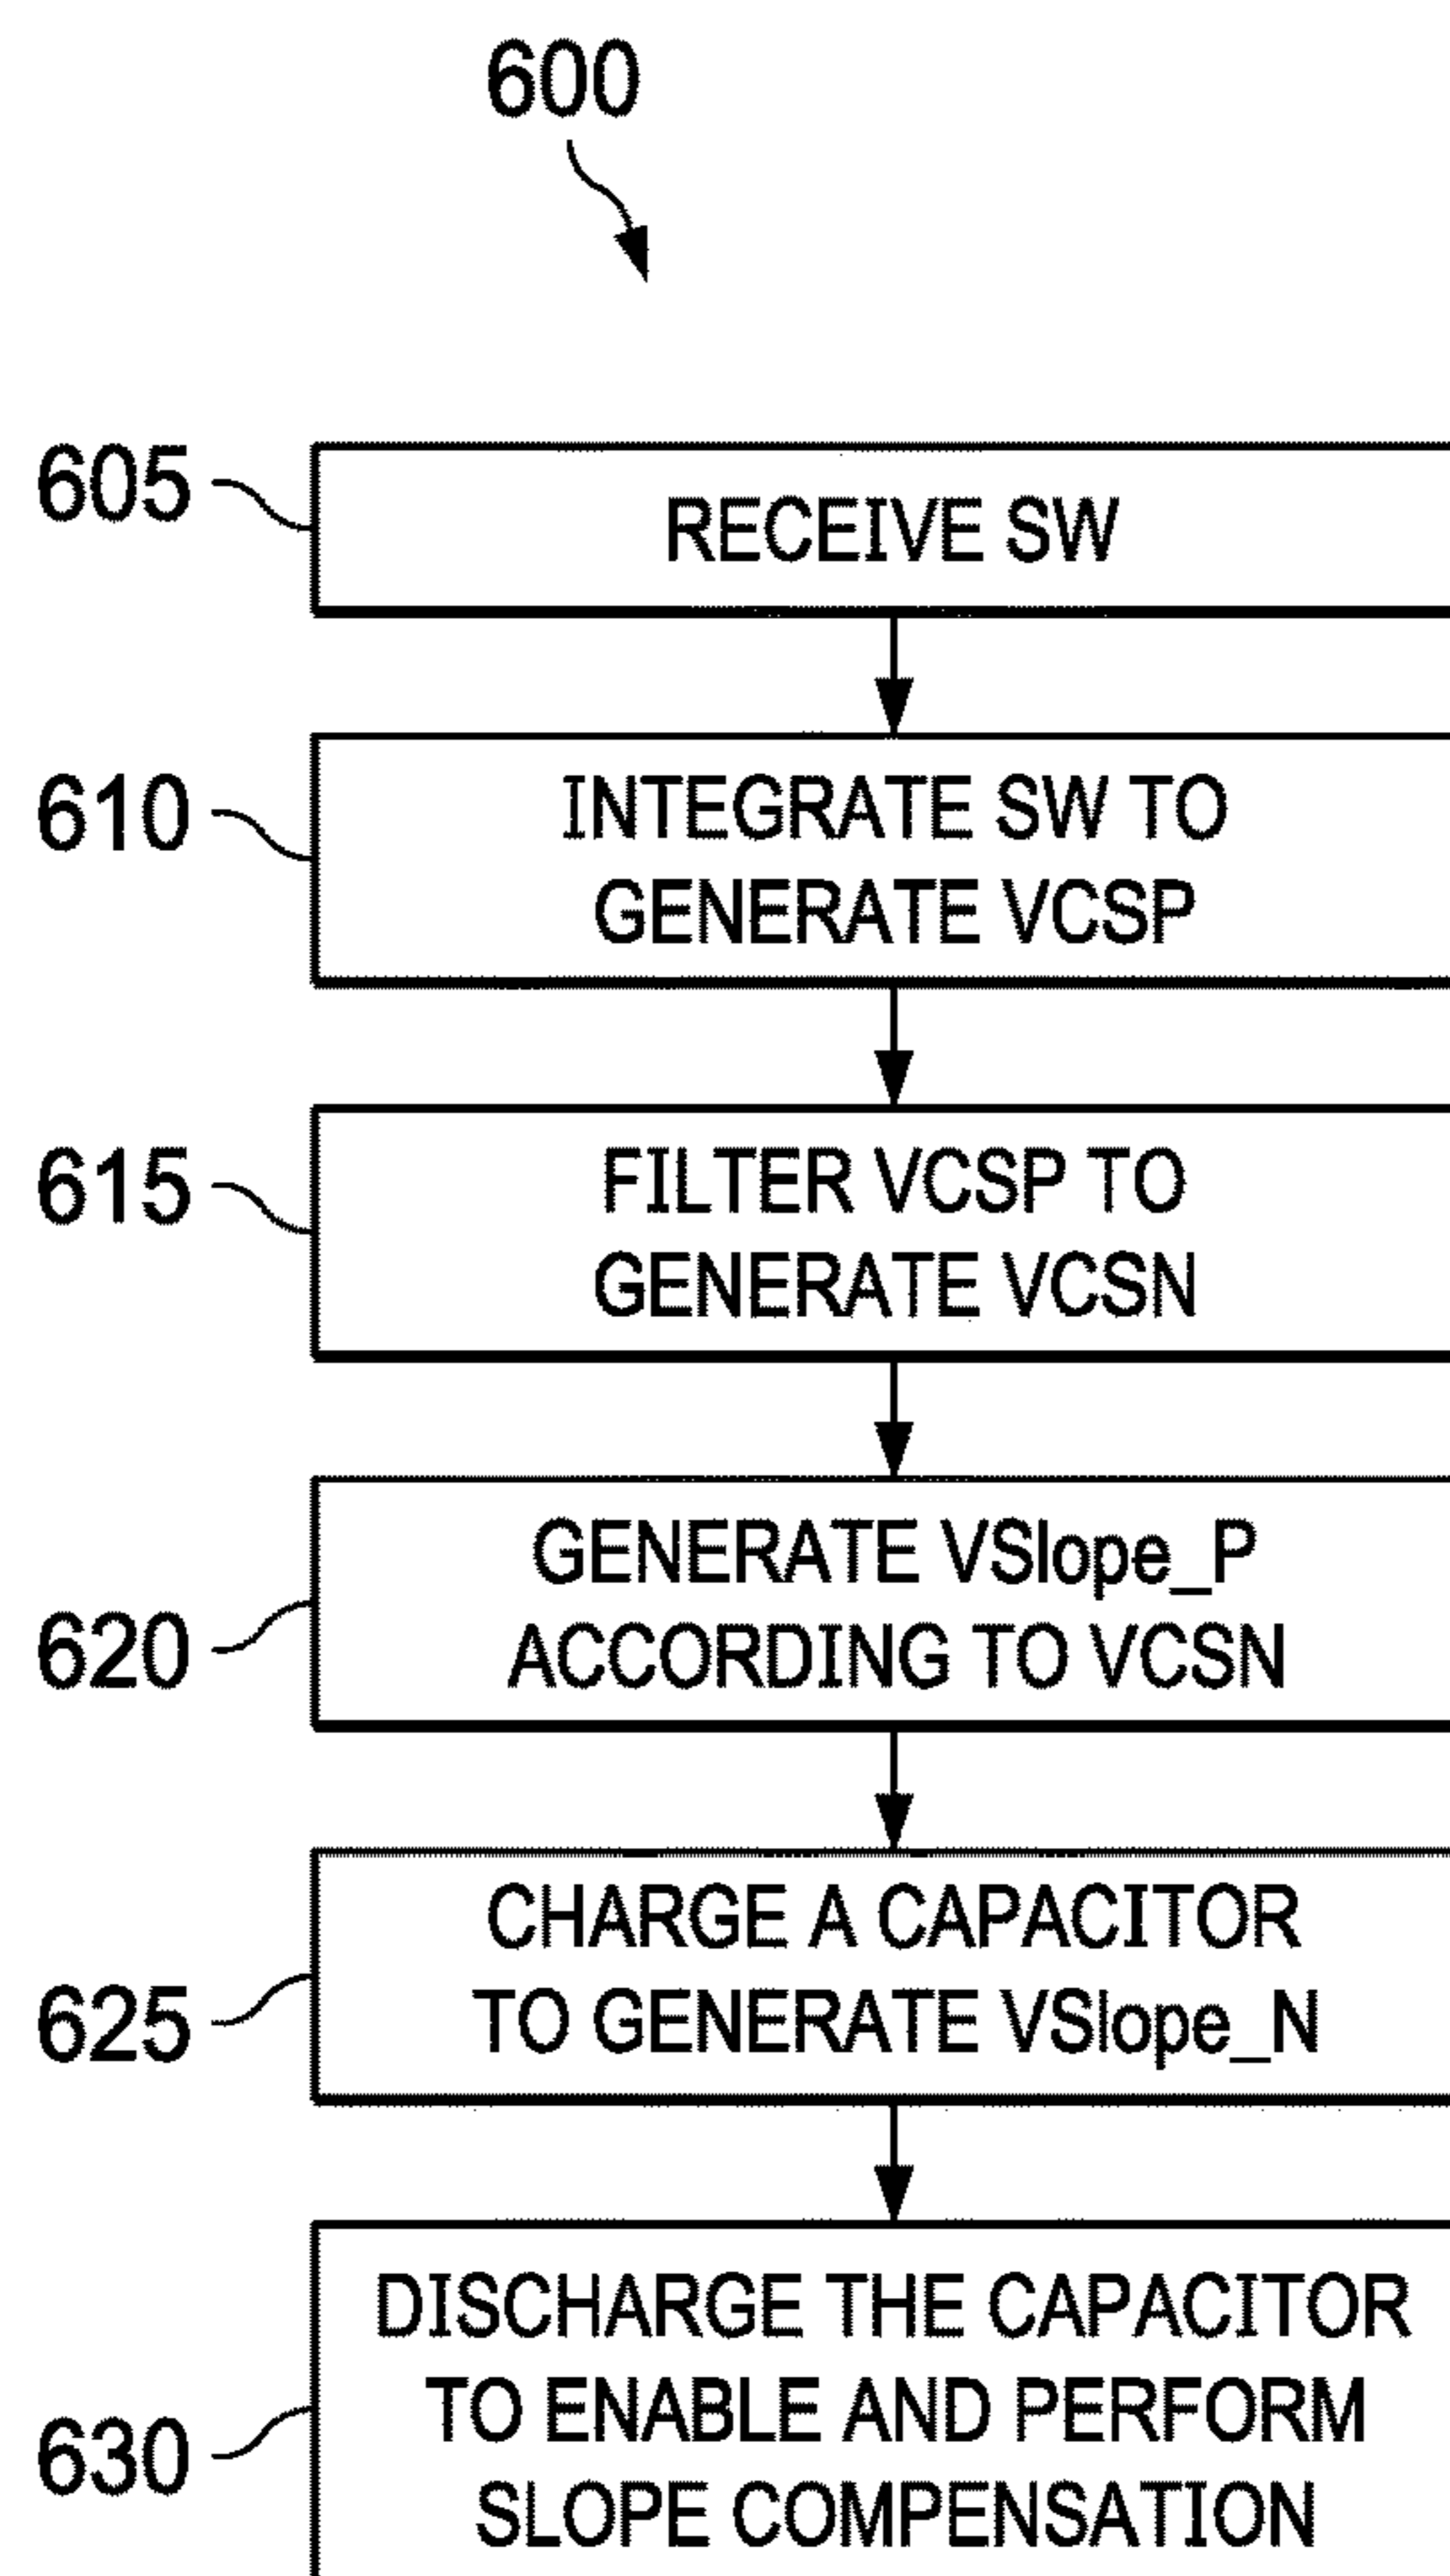 600
605
RECEIVE SW
610
INTEGRATE SW TO
GENERATE VCSP
615
FILTER VCSP TO
GENERATE VCSN
620
GENERATE VSlope_P
ACCORDING TO VCSN
625
CHARGE A CAPACITOR
TO GENERATE VSlope_N
630
DISCHARGE THE CAPACITOR
TO ENABLE AND PERFORM
SLOPE COMPENSATION